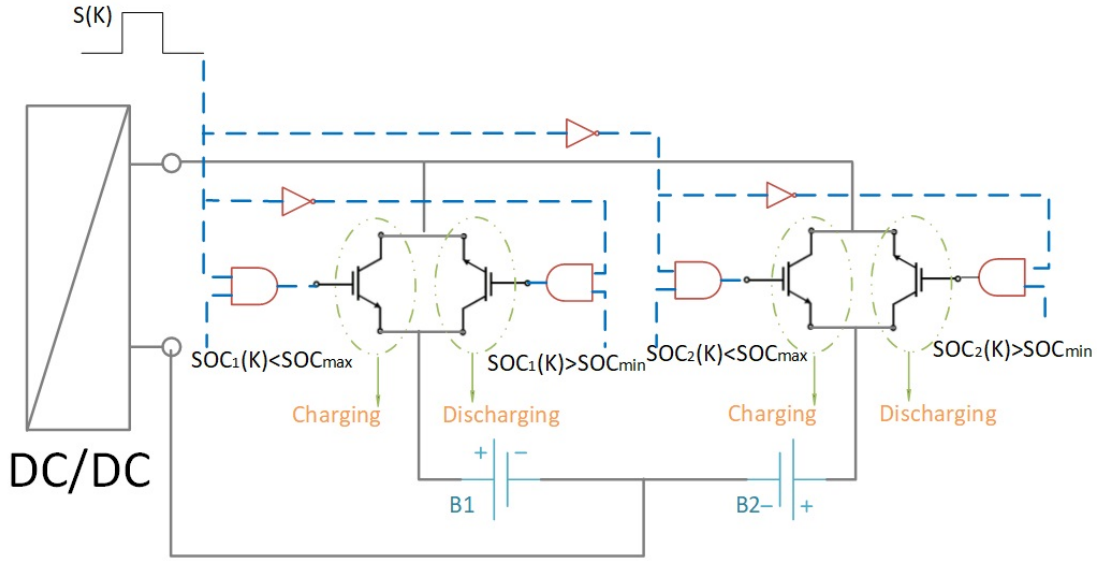 S(K)
SOC₁(K)<SOCmax
SOC₁(K)>SOCmin
SOC₂(K)<SOCmax
SOC₂(K)>SOCmin
Charging
Discharging
Charging
Discharging
DC/DC
+
−
B1
B2−
+